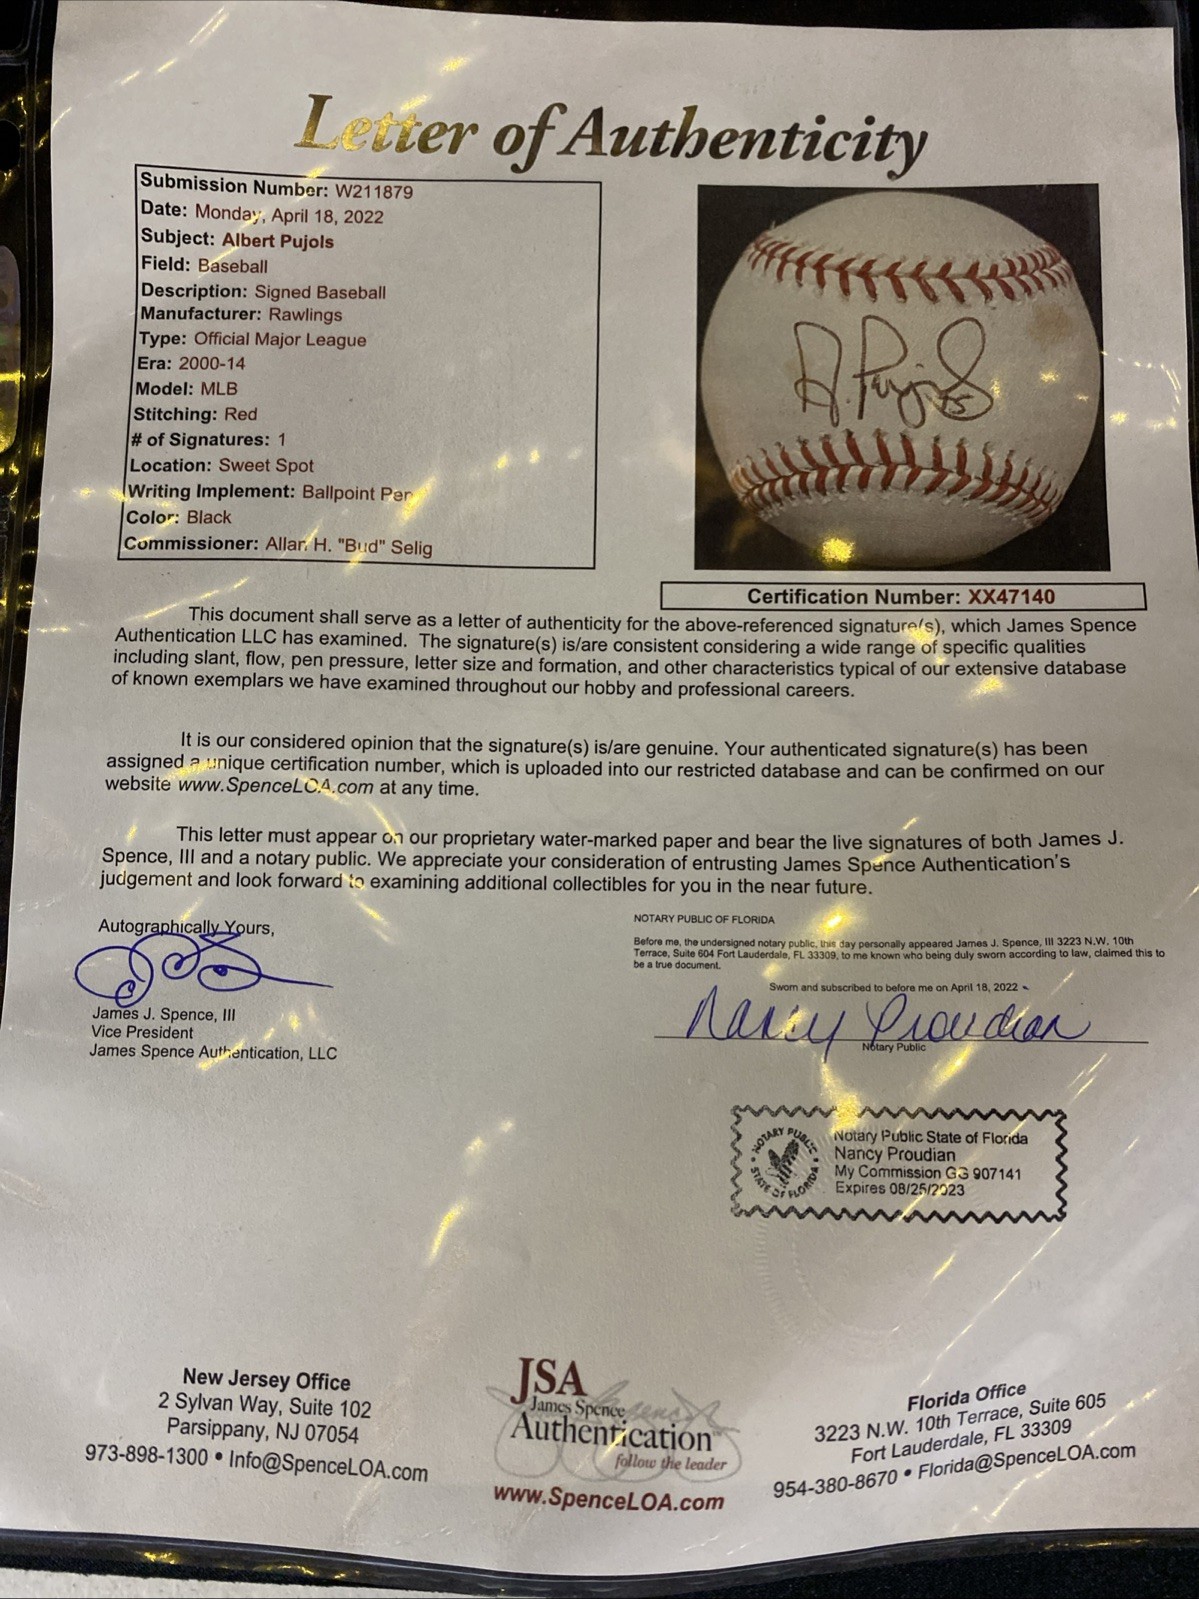 Letter of Authenticity
Submission Number: W211879
Date: Monday, April 18, 2022
Subject: Albert Pujols
Field: Baseball
Description: Signed Baseball
Manufacturer: Rawlings
Type: Official Major League
Era: 2000-14
Model: MLB
Stitching: Red
# of Signatures: 1
Location: Sweet Spot
Writing Implement: Ballpoint Pen
Color: Black
Commissioner: Allan H. "Bud" Selig
A. Pujols 5
Certification Number: XX47140
This document shall serve as a letter of authenticity for the above-referenced signature(s), which James Spence
Authentication LLC has examined. The signature(s) is/are consistent considering a wide range of specific qualities
including slant, flow, pen pressure, letter size and formation, and other characteristics typical of our extensive database
of known exemplars we have examined throughout our hobby and professional careers.
It is our considered opinion that the signature(s) is/are genuine. Your authenticated signature(s) has been
assigned a unique certification number, which is uploaded into our restricted database and can be confirmed on our
website www.SpenceLOA.com at any time.
This letter must appear on our proprietary water-marked paper and bear the live signatures of both James J.
Spence, III and a notary public. We appreciate your consideration of entrusting James Spence Authentication's
judgement and look forward to examining additional collectibles for you in the near future.
Autographically Yours,
James J. Spence, III
Vice President
James Spence Authentication, LLC
NOTARY PUBLIC OF FLORIDA
Before me, the undersigned notary public, this day personally appeared James J. Spence, III 3223 N.W. 10th
Terrace, Suite 604 Fort Lauderdale, FL 33309, to me known who being duly sworn according to law, claimed this to
be a true document.
Sworn and subscribed to before me on April 18, 2022
Nancy Proudian
Notary Public
NOTARY PUBLIC
STATE OF FLORIDA
Notary Public State of Florida
Nancy Proudian
My Commission GG 907141
Expires 08/25/2023
New Jersey Office
2 Sylvan Way, Suite 102
Parsippany, NJ 07054
973-898-1300 • Info@SpenceLOA.com
JSA
James Spence
Authentication
follow the leader
www.SpenceLOA.com
Florida Office
3223 N.W. 10th Terrace, Suite 605
Fort Lauderdale, FL 33309
954-380-8670 • Florida@SpenceLOA.com